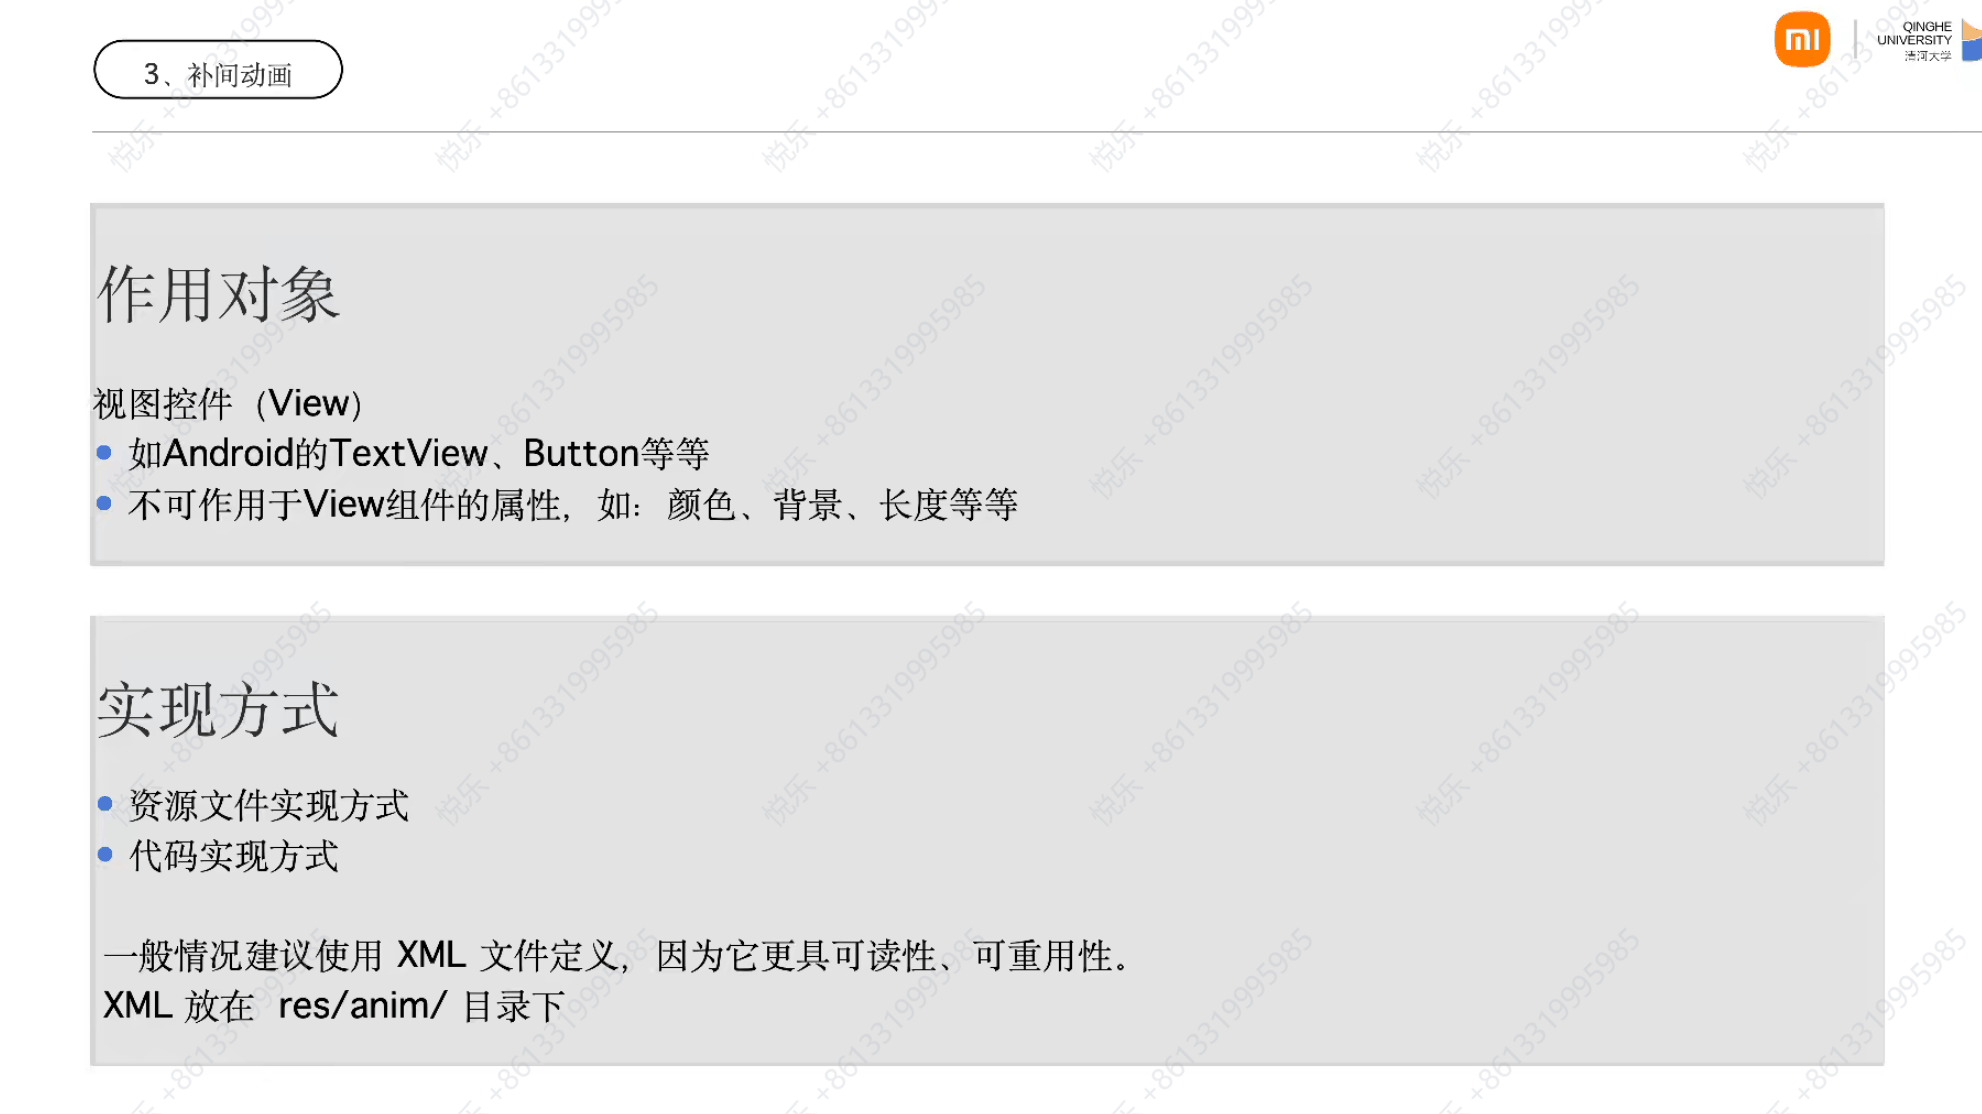 3、补间动画
QINGHE
UNIVERSITY
清河大学
作用对象
视图控件（View）
如Android的TextView、Button等等
不可作用于View组件的属性，如：颜色、背景、长度等等
实现方式
资源文件实现方式
代码实现方式
一般情况建议使用 XML 文件定义，因为它更具可读性、可重用性。
XML 放在 res/anim/ 目录下
悦乐 +8613319995985